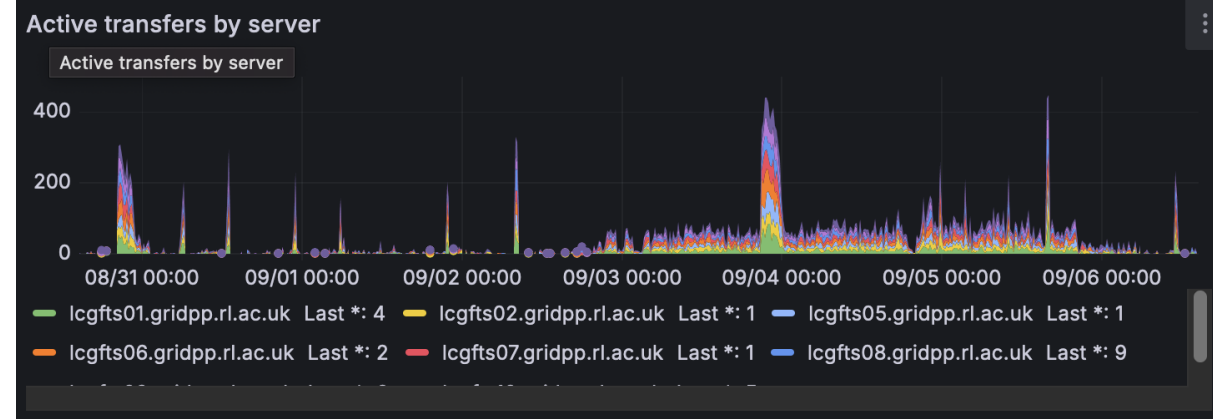 Active transfers by server
Active transfers by server
400
200
0
08/31 00:00 09/01 00:00 09/02 00:00 09/03 00:00 09/04 00:00 09/05 00:00 09/06 00:00
lcgfts01.gridpp.rl.ac.uk Last *: 4 lcgfts02.gridpp.rl.ac.uk Last *: 1 lcgfts05.gridpp.rl.ac.uk Last *: 1
lcgfts06.gridpp.rl.ac.uk Last *: 2 lcgfts07.gridpp.rl.ac.uk Last *: 1 lcgfts08.gridpp.rl.ac.uk Last *: 9